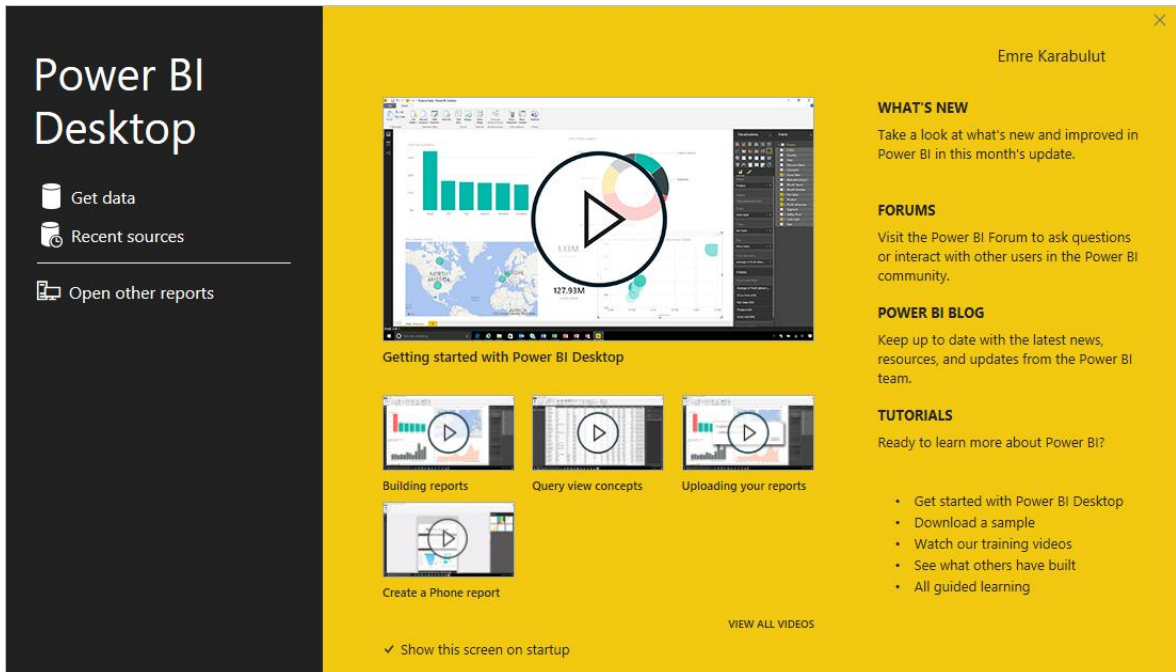 Power BI
Desktop
Get data
Recent sources
Open other reports
Emre Karabulut
Getting started with Power BI Desktop
127.93M
NORTH
AMERICA
EUROPE
AFRICA
Building reports
Query view concepts
Uploading your reports
Create a Phone report
VIEW ALL VIDEOS
Show this screen on startup
WHAT'S NEW
Take a look at what's new and improved in
Power BI in this month's update.
FORUMS
Visit the Power BI Forum to ask questions
or interact with other users in the Power BI
community.
POWER BI BLOG
Keep up to date with the latest news,
resources, and updates from the Power BI
team.
TUTORIALS
Ready to learn more about Power BI?
• Get started with Power BI Desktop
• Download a sample
• Watch our training videos
• See what others have built
• All guided learning